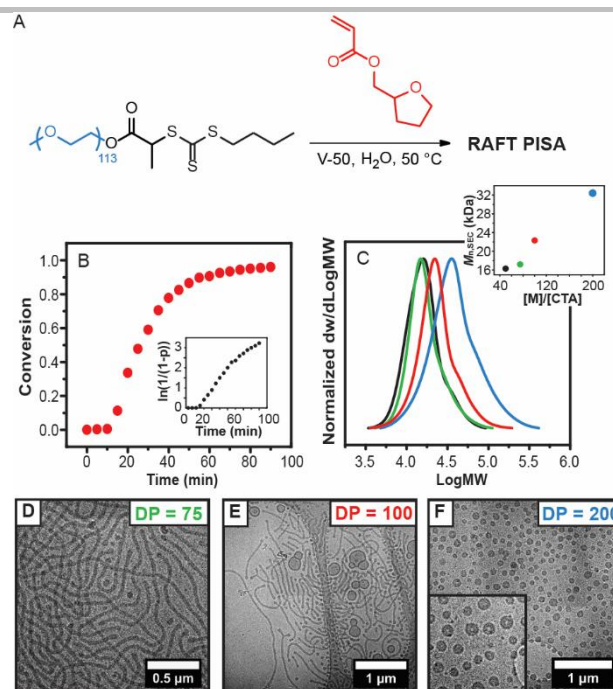 A
O
O
O
O
O
113
O
S
S
S
V-50, H₂O, 50 °C
RAFT PISA
B
Conversion
1.0
0.8
0.6
0.4
0.2
0.0
0 20 40 60 80 100
Time (min)
ln(1/(1-p))
3
2
1
0
0 50 100
Time (min)
C
Normalized dw/dLogMW
3.5 4.0 4.5 5.0 5.5 6.0
LogMW
Mn,SEC (kDa)
32
28
24
20
16
40 120 200
[M]/[CTA]
D
DP = 75
0.5 μm
E
DP = 100
1 μm
F
DP = 200
1 μm